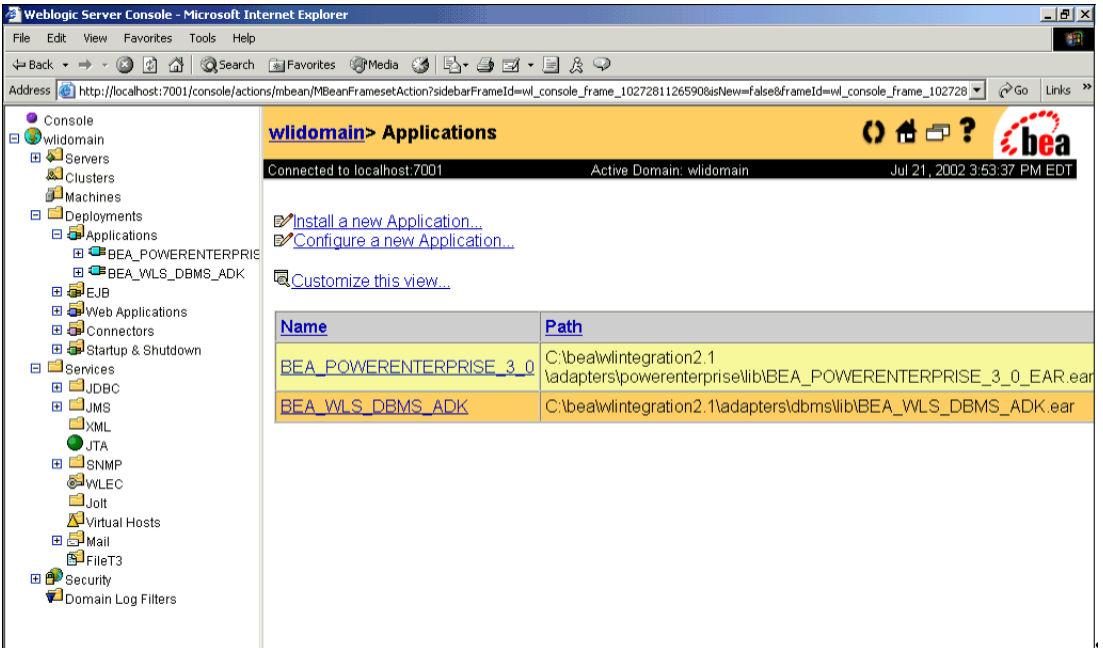 Weblogic Server Console - Microsoft Internet Explorer
File Edit View Favorites Tools Help
Back Search Favorites Media
Address http://localhost:7001/console/actions/mbean/MBeanFramesetAction?sidebarFrameId=wl_console_frame_1027281126590&isNew=false&frameId=wl_console_frame_102728 Go Links »
Console
wlidomain
Servers
Clusters
Machines
Deployments
Applications
BEA_POWERENTERPRIS
BEA_WLS_DBMS_ADK
EJB
Web Applications
Connectors
Startup & Shutdown
Services
JDBC
JMS
XML
JTA
SNMP
WLEC
Jolt
Virtual Hosts
Mail
FileT3
Security
Domain Log Filters
wlidomain> Applications
?
bea
Connected to localhost:7001 Active Domain: wlidomain Jul 21, 2002 3:53:37 PM EDT
Install a new Application...
Configure a new Application...
Customize this view...
Name Path
BEA_POWERENTERPRISE_3_0 C:\bea\wlintegration2.1
\adapters\powerenterprise\lib\BEA_POWERENTERPRISE_3_0_EAR.ear
BEA_WLS_DBMS_ADK C:\bea\wlintegration2.1\adapters\dbms\lib\BEA_WLS_DBMS_ADK.ear